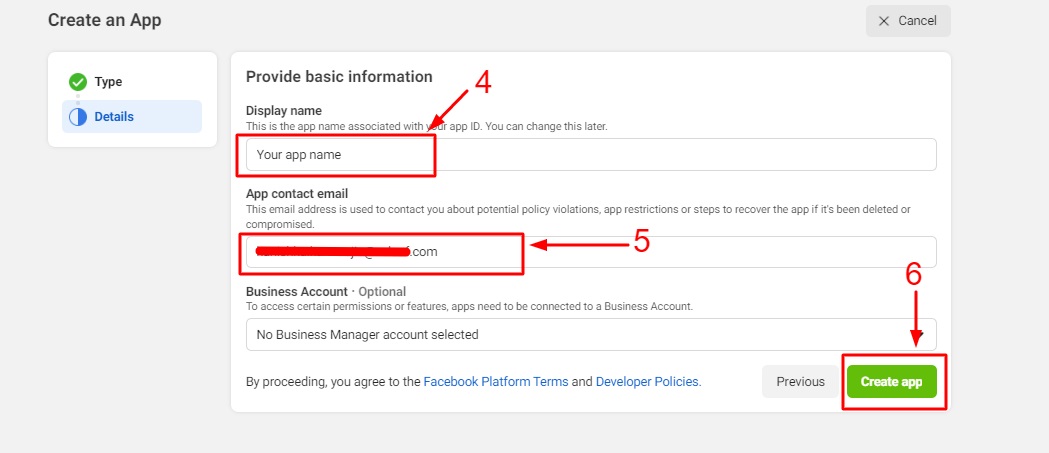 Create an App
Cancel
Type
Details
Provide basic information
4
Display name
This is the app name associated with your app ID. You can change this later.
Your app name
App contact email
This email address is used to contact you about potential policy violations, app restrictions or steps to recover the app if it's been deleted or
compromised.
.com
5
6
Business Account · Optional
To access certain permissions or features, apps need to be connected to a Business Account.
No Business Manager account selected
By proceeding, you agree to the Facebook Platform Terms and Developer Policies.
Previous
Create app